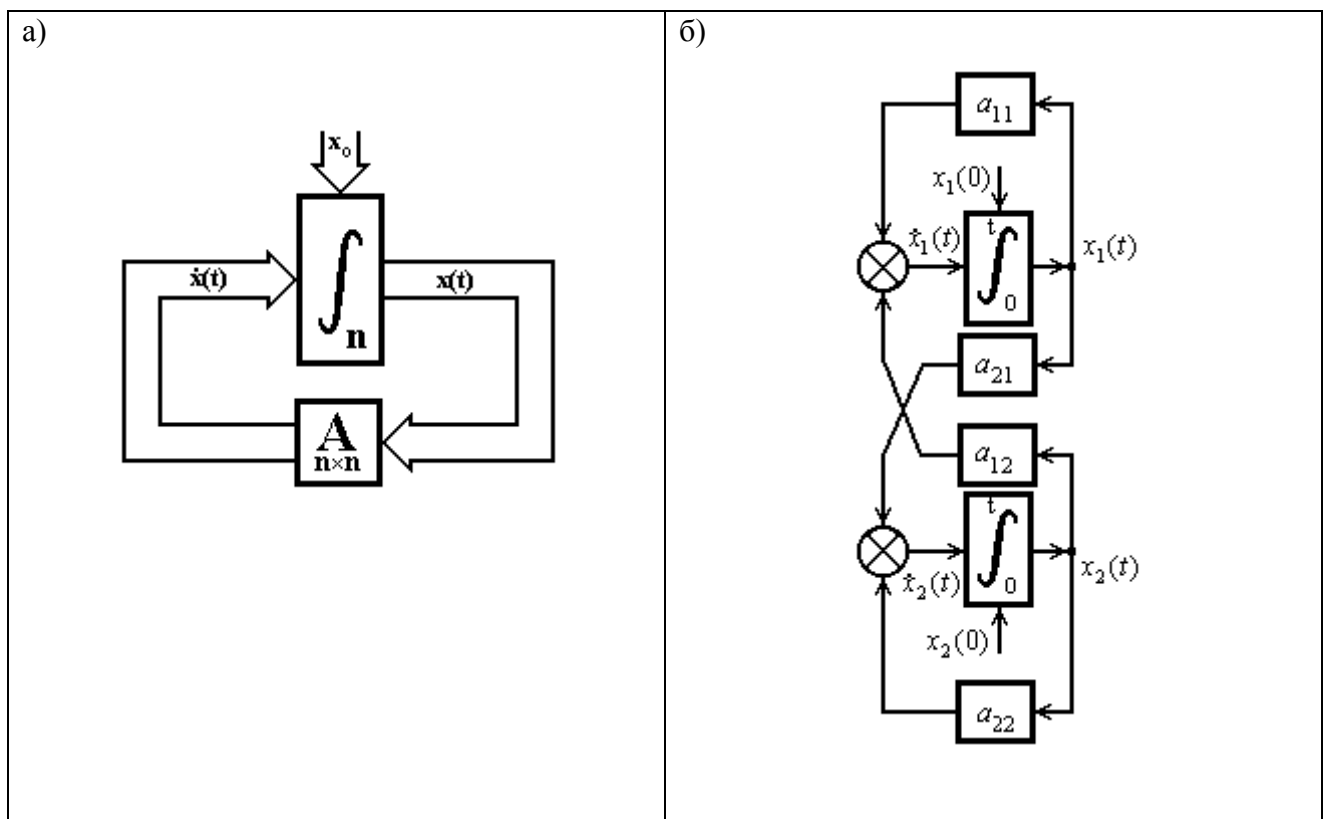 а)
x₀
ẋ(t)
∫ n
x(t)
A
n×n
б)
a₁₁
x₁(0)
ẋ₁(t)
t
∫
0
x₁(t)
a₂₁
a₁₂
t
∫
0
ẋ₂(t)
x₂(t)
x₂(0)
a₂₂